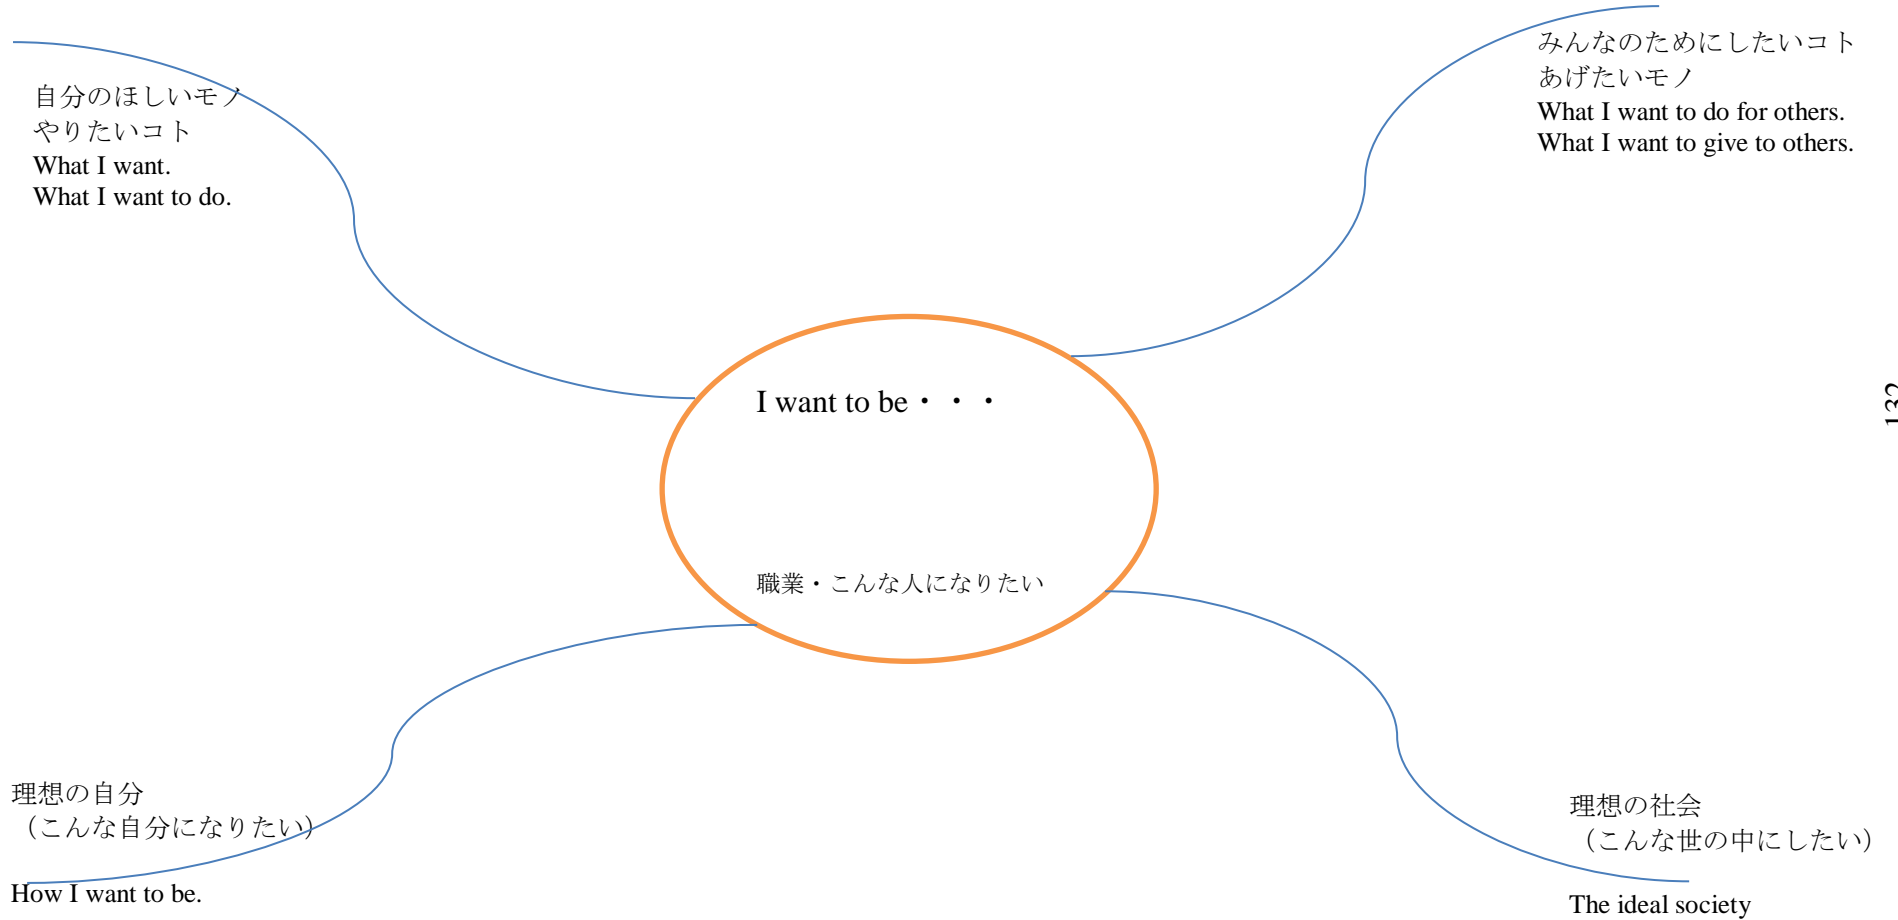 自分のほしいモノ
やりたいコト
What I want.
What I want to do.
みんなのためにしたいコト
あげたいモノ
What I want to do for others.
What I want to give to others.
I want to be・・・
職業・こんな人になりたい
132
理想の自分
（こんな自分になりたい）
How I want to be.
理想の社会
（こんな世の中にしたい）
The ideal society